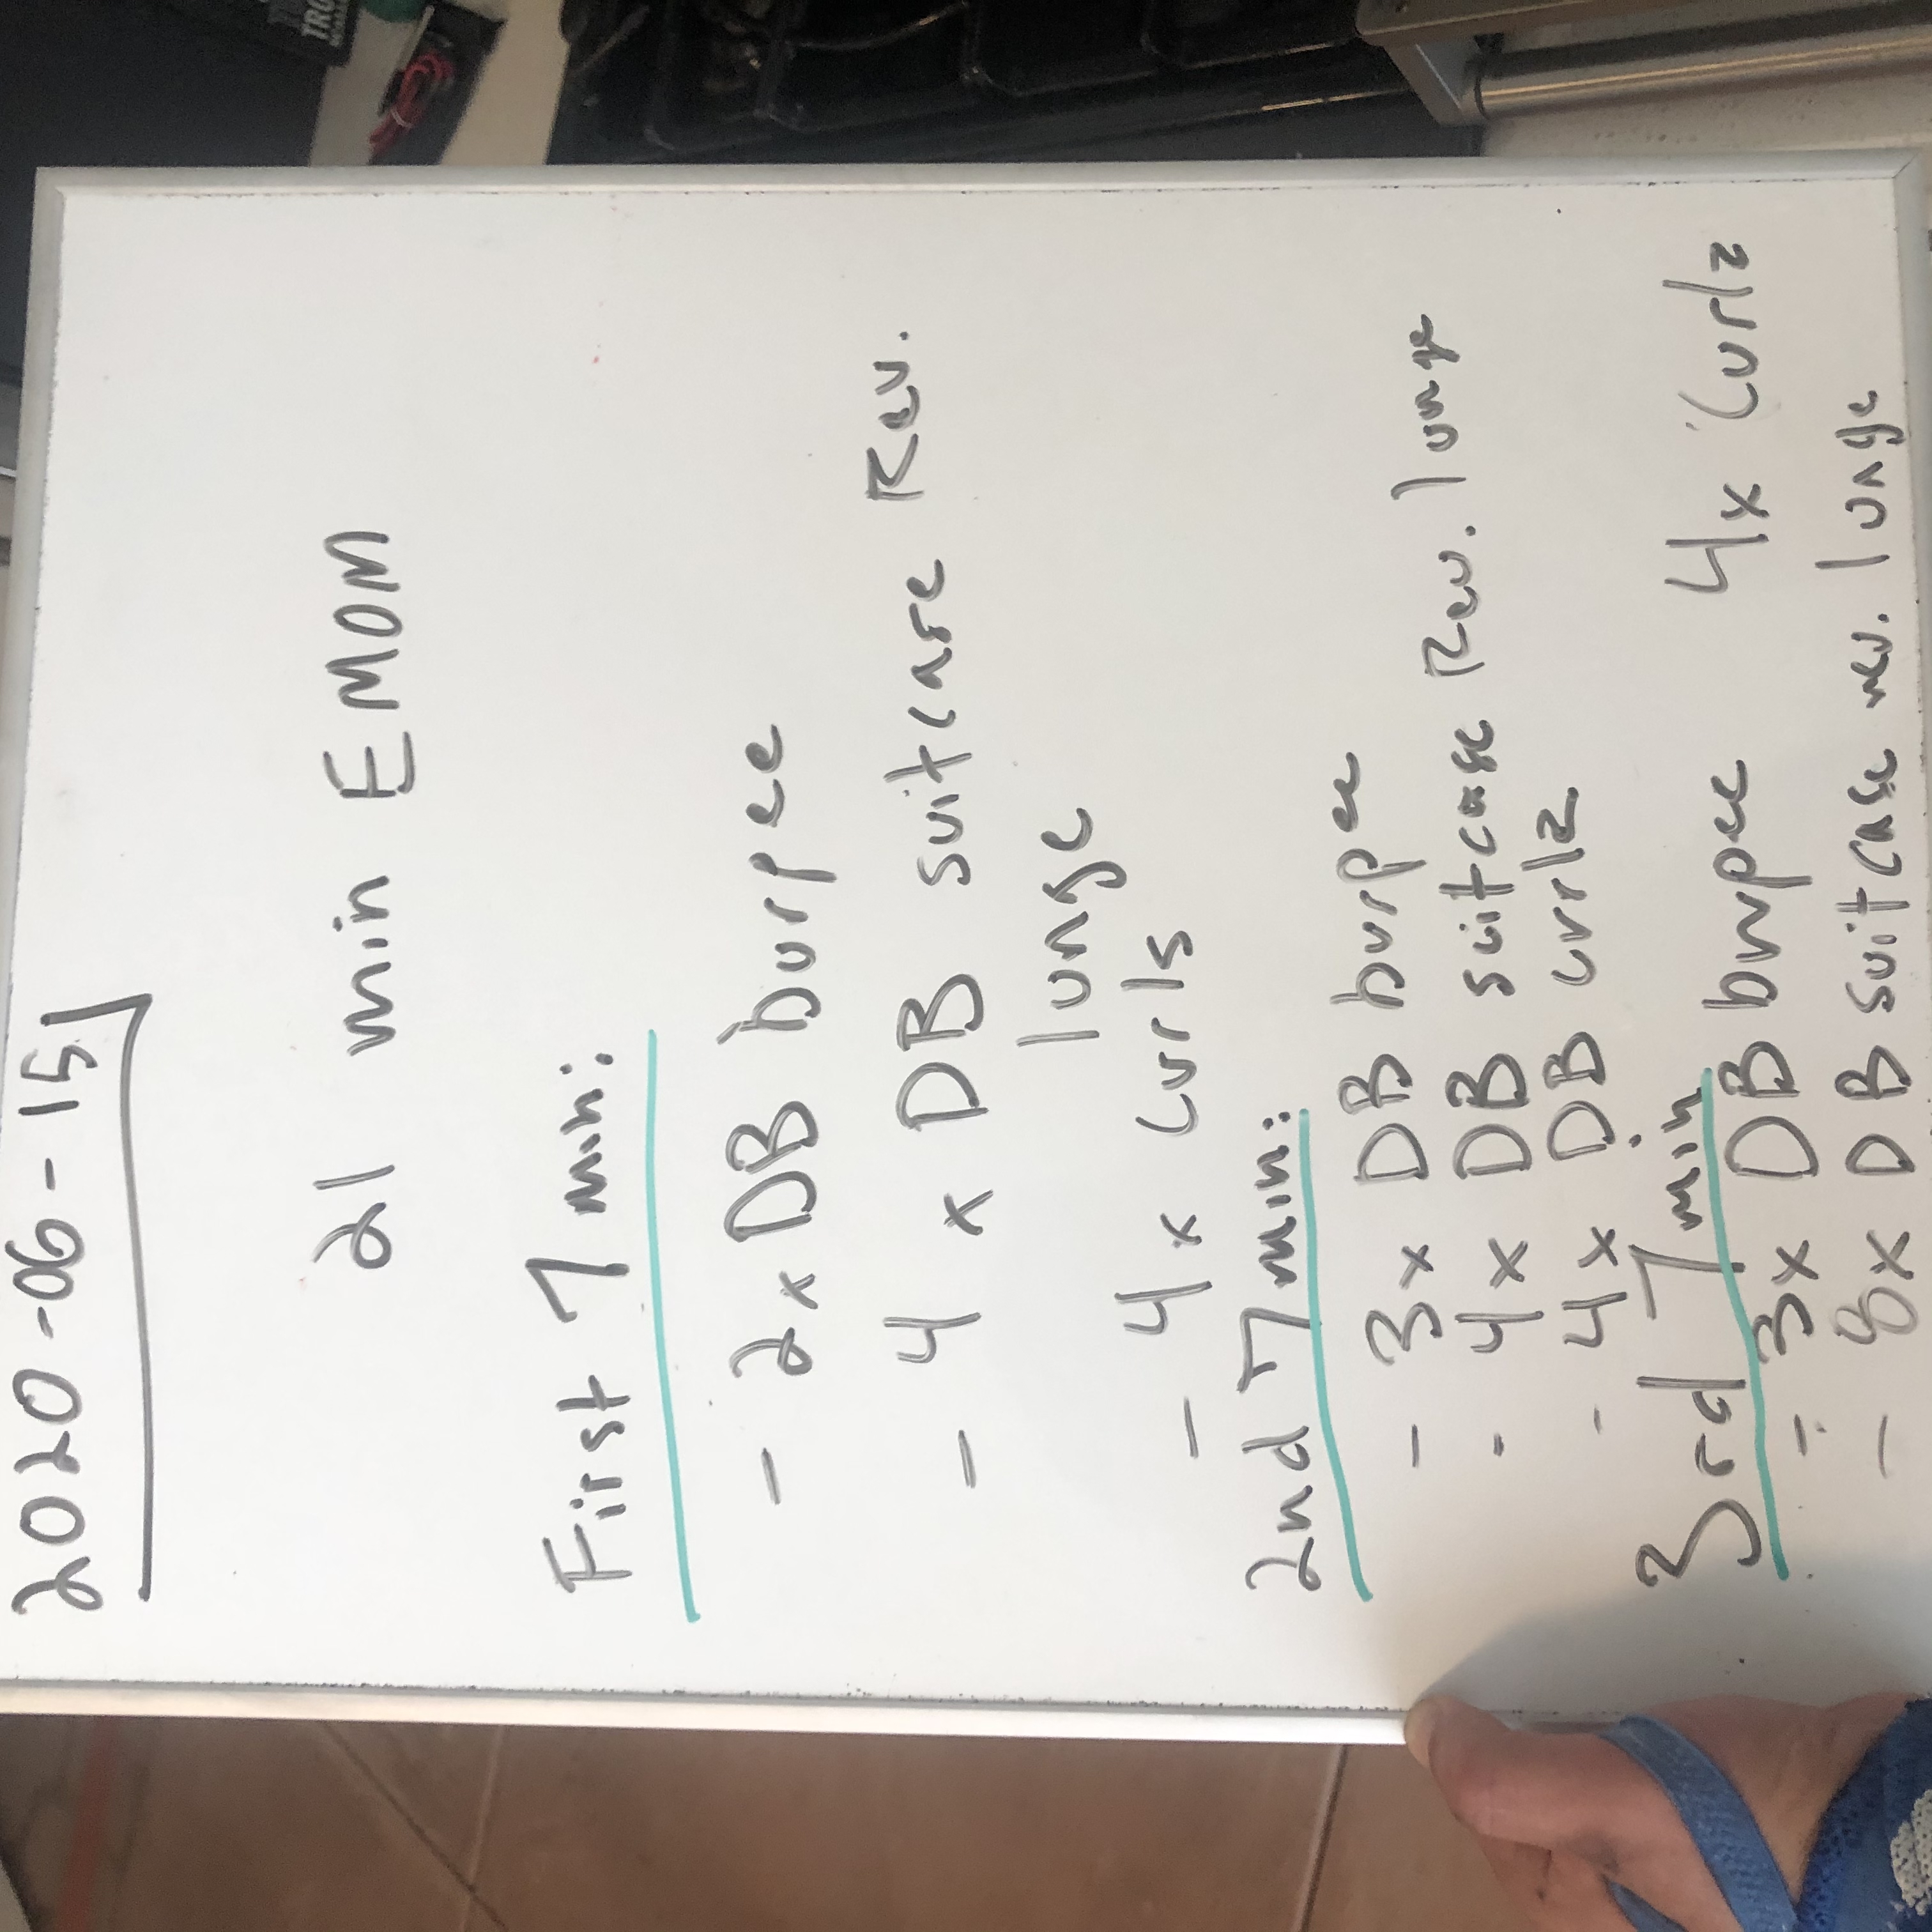 2020-06-15
21 min EMOM
First 7 min:
- 2x DB burpee
- 4 x DB suitcase Rev.
lunge
- 4x Curls
2nd 7 min:
- 3x DB burpee
- 4x DB suitcase Rev. lunge
- 4x DB curlz
3rd 7 min
- 3x DB burpee
4x Curlz
- 8x DB suitcase rev. lunge